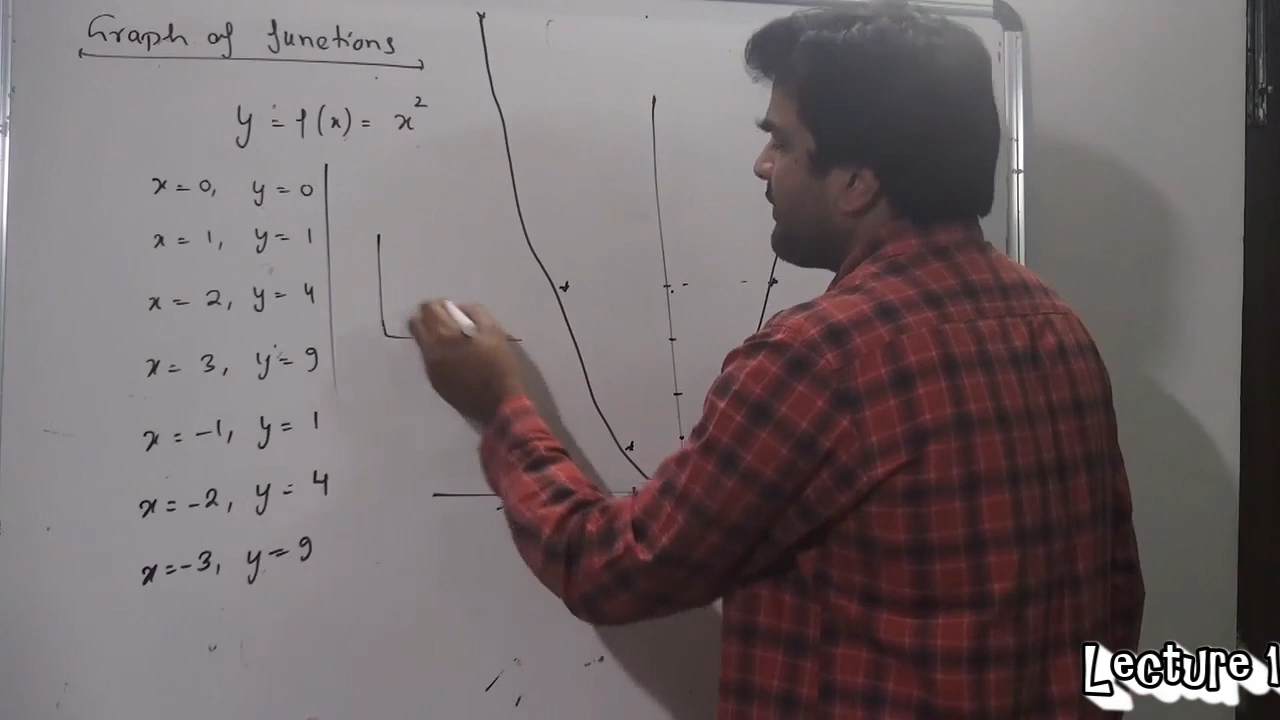 Graph of functions
y = f(x) = x²
x = 0, y = 0
x = 1, y = 1
x = 2, y = 4
x = 3, y = 9
x = -1, y = 1
x = -2, y = 4
x = -3, y = 9
Lecture 1